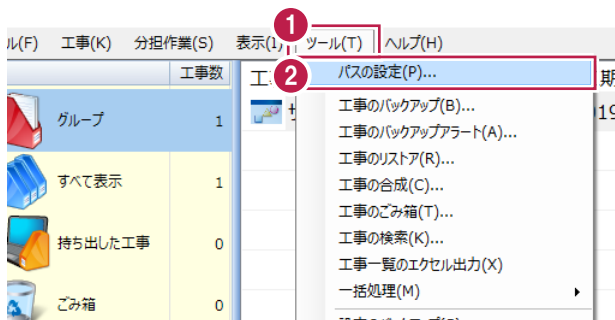 1
ル(F) 工事(K) 分担作業(S) 表示(I) ツール(T) ヘルプ(H)
工事数
2
パスの設定(P)...
期
グループ 1
工事のバックアップ(B)...
工事のバックアップアラート(A)...
工事のリストア(R)...
すべて表示 1
工事の合成(C)...
工事のごみ箱(T)...
持ち出した工事 0
工事の検索(K)...
工事一覧のエクセル出力(X)
一括処理(M)
ごみ箱 0